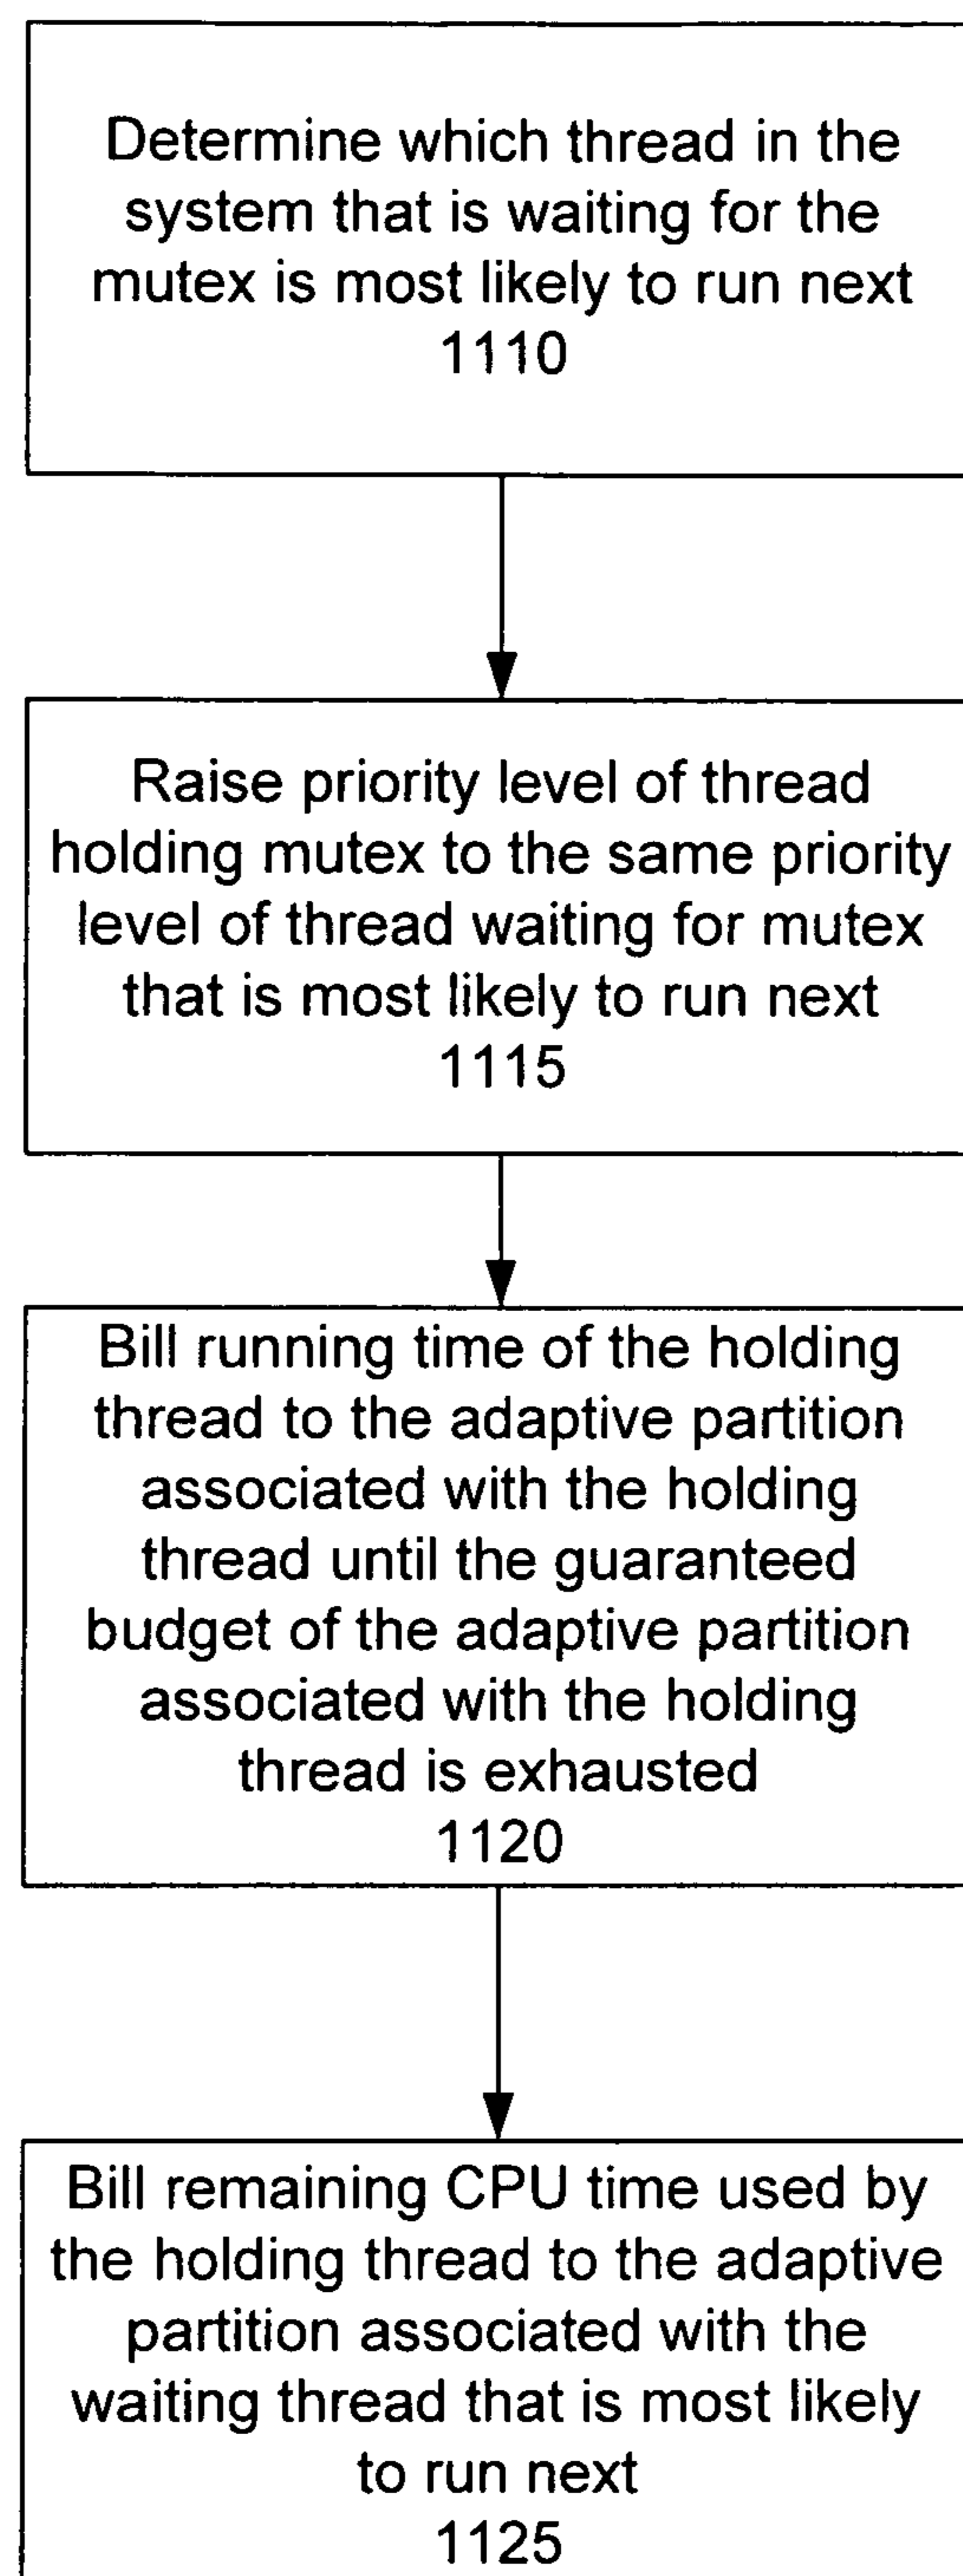 Determine which thread in the
system that is waiting for the
mutex is most likely to run next
1110
Raise priority level of thread
holding mutex to the same priority
level of thread waiting for mutex
that is most likely to run next
1115
Bill running time of the holding
thread to the adaptive partition
associated with the holding
thread until the guaranteed
budget of the adaptive partition
associated with the holding
thread is exhausted
1120
Bill remaining CPU time used by
the holding thread to the adaptive
partition associated with the
waiting thread that is most likely
to run next
1125